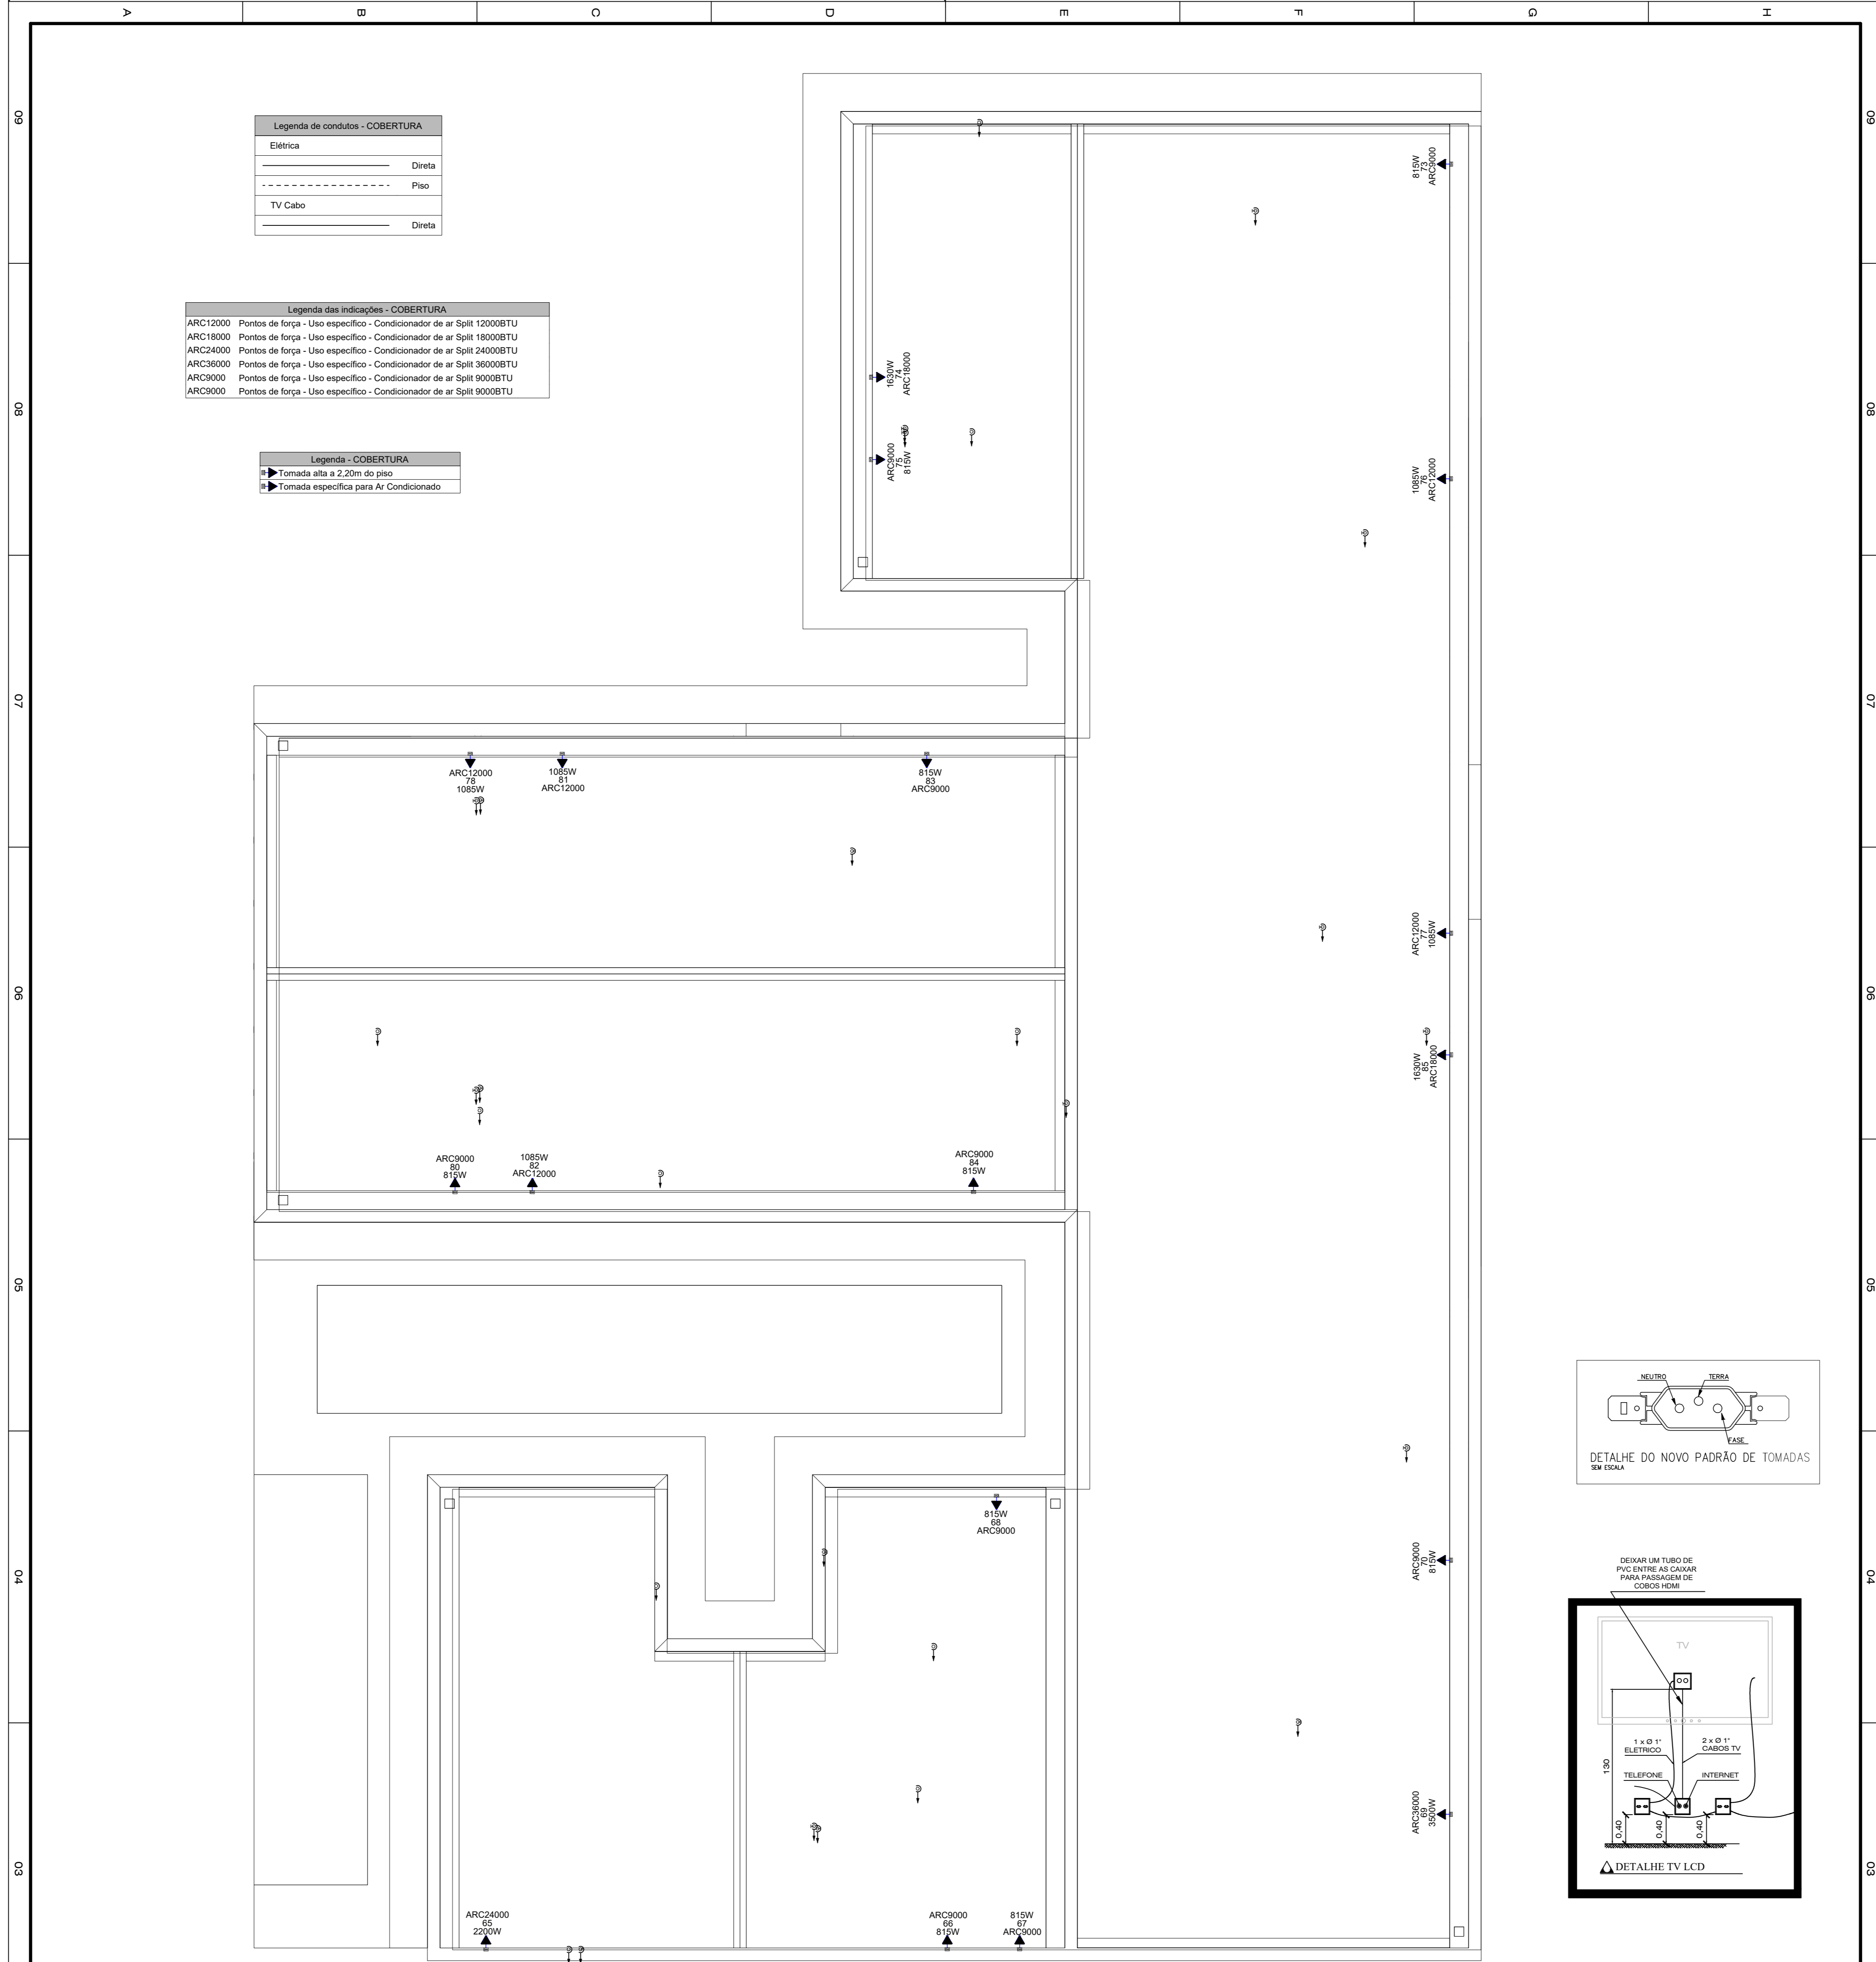 A
B
C
D
E
F
G
H
09
09
Legenda de condutos - COBERTURA
Elétrica
Direta
Piso
TV Cabo
Direta
Legenda das indicações - COBERTURA
ARC12000 Pontos de força - Uso específico - Condicionador de ar Split 12000BTU
ARC18000 Pontos de força - Uso específico - Condicionador de ar Split 18000BTU
ARC24000 Pontos de força - Uso específico - Condicionador de ar Split 24000BTU
ARC36000 Pontos de força - Uso específico - Condicionador de ar Split 36000BTU
ARC9000 Pontos de força - Uso específico - Condicionador de ar Split 9000BTU
ARC9000 Pontos de força - Uso específico - Condicionador de ar Split 9000BTU
Legenda - COBERTURA
Tomada alta a 2,20m do piso
Tomada específica para Ar Condicionado
815W
73
ARC9000
08
08
1630W
74
ARC18000
ARC9000
75
815W
1085W
76
ARC12000
07
07
ARC12000
78
1085W
1085W
81
ARC12000
815W
83
ARC9000
ARC12000
77
1085W
06
06
1630W
85
ARC18000
ARC9000
80
815W
1085W
82
ARC12000
ARC9000
84
815W
05
05
NEUTRO
TERRA
FASE
DETALHE DO NOVO PADRÃO DE TOMADAS
SEM ESCALA
815W
68
ARC9000
ARC9000
70
815W
04
04
DEIXAR UM TUBO DE
PVC ENTRE AS CAIXAR
PARA PASSAGEM DE
COBOS HDMI
TV
1 x Ø 1"
ELETRICO
2 x Ø 1"
CABOS TV
TELEFONE
INTERNET
130
0,40
0,40
0,40
DETALHE TV LCD
ARC36000
69
3500W
03
03
ARC24000
65
2200W
ARC9000
66
815W
815W
67
ARC9000